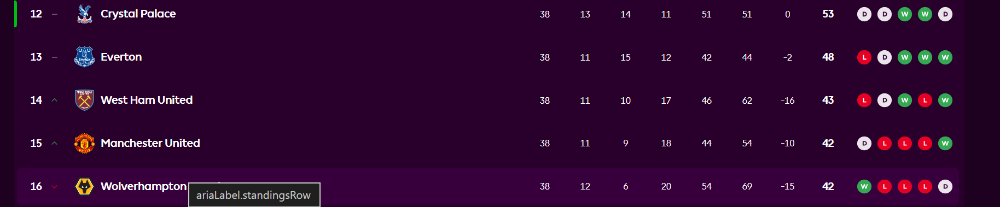 12 – Crystal Palace 38 13 14 11 51 51 0 53 D D W W D
13 – Everton 38 11 15 12 42 44 -2 48 L D W W W
14 West Ham United 38 11 10 17 46 62 -16 43 L D W L W
15 Manchester United 38 11 9 18 44 54 -10 42 D L L L W
16 Wolverhampton 38 12 6 20 54 69 -15 42 W L L L D
ariaLabel.standingsRow